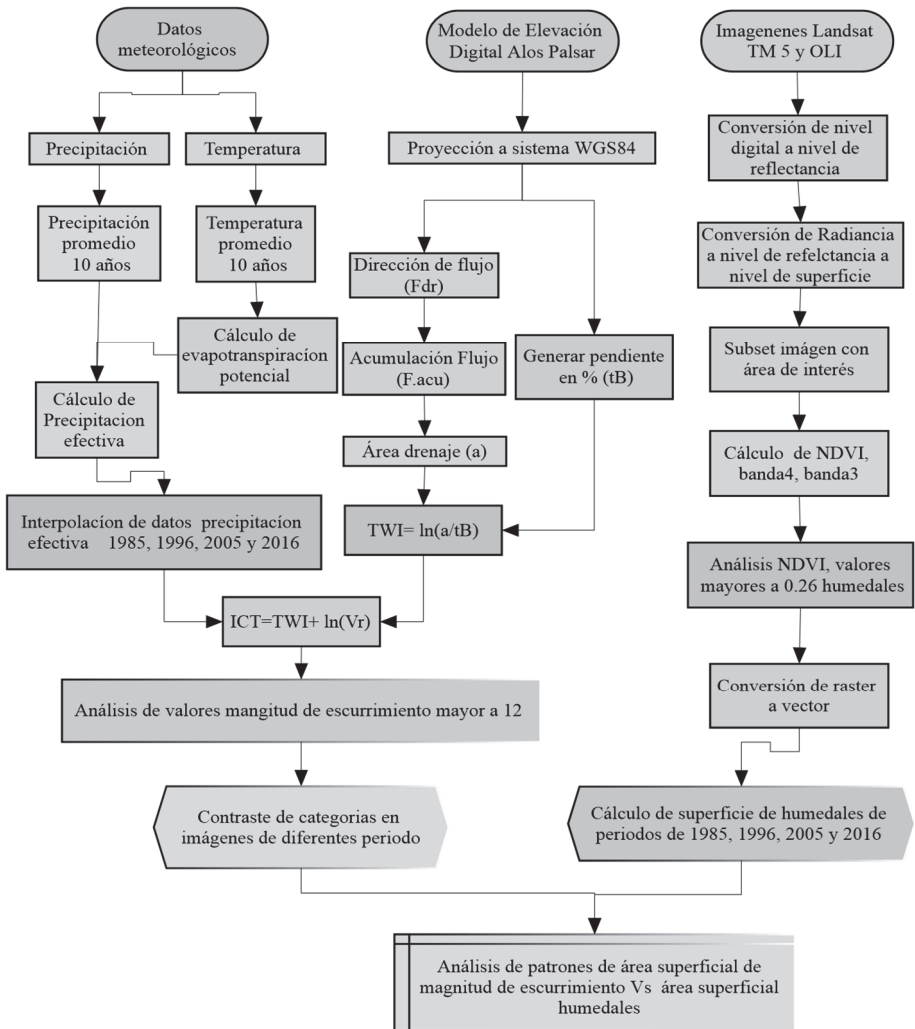 Datos
meteorológicos
Precipitación
Temperatura
Precipitación
promedio
10 años
Temperatura
promedio
10 años
Cálculo de
evapotranspiracíon
potencial
Cálculo de
Precipitacion
efectiva
Interpolacíon de datos precipitacíon
efectiva 1985, 1996, 2005 y 2016
Modelo de Elevación
Digital Alos Palsar
Proyección a sistema WGS84
Dirección de flujo
(Fdr)
Acumulación Flujo
(F.acu)
Área drenaje (a)
Generar pendiente
en % (tB)
TWI= ln(a/tB)
ICT=TWI+ ln(Vr)
Análisis de valores mangitud de escurrimiento mayor a 12
Contraste de categorias en
imágenes de diferentes periodo
Imagenenes Landsat
TM 5 y OLI
Conversión de nivel
digital a nivel de
reflectancia
Conversión de Radiancia
a nivel de refelctancia a
nivel de superficie
Subset imágen con
área de interés
Cálculo de NDVI,
banda4, banda3
Análisis NDVI, valores
mayores a 0.26 humedales
Conversión de raster
a vector
Cálculo de superficie de humedales de
periodos de 1985, 1996, 2005 y 2016
Análisis de patrones de área superficial de
magnitud de escurrimiento Vs área superficial
humedales